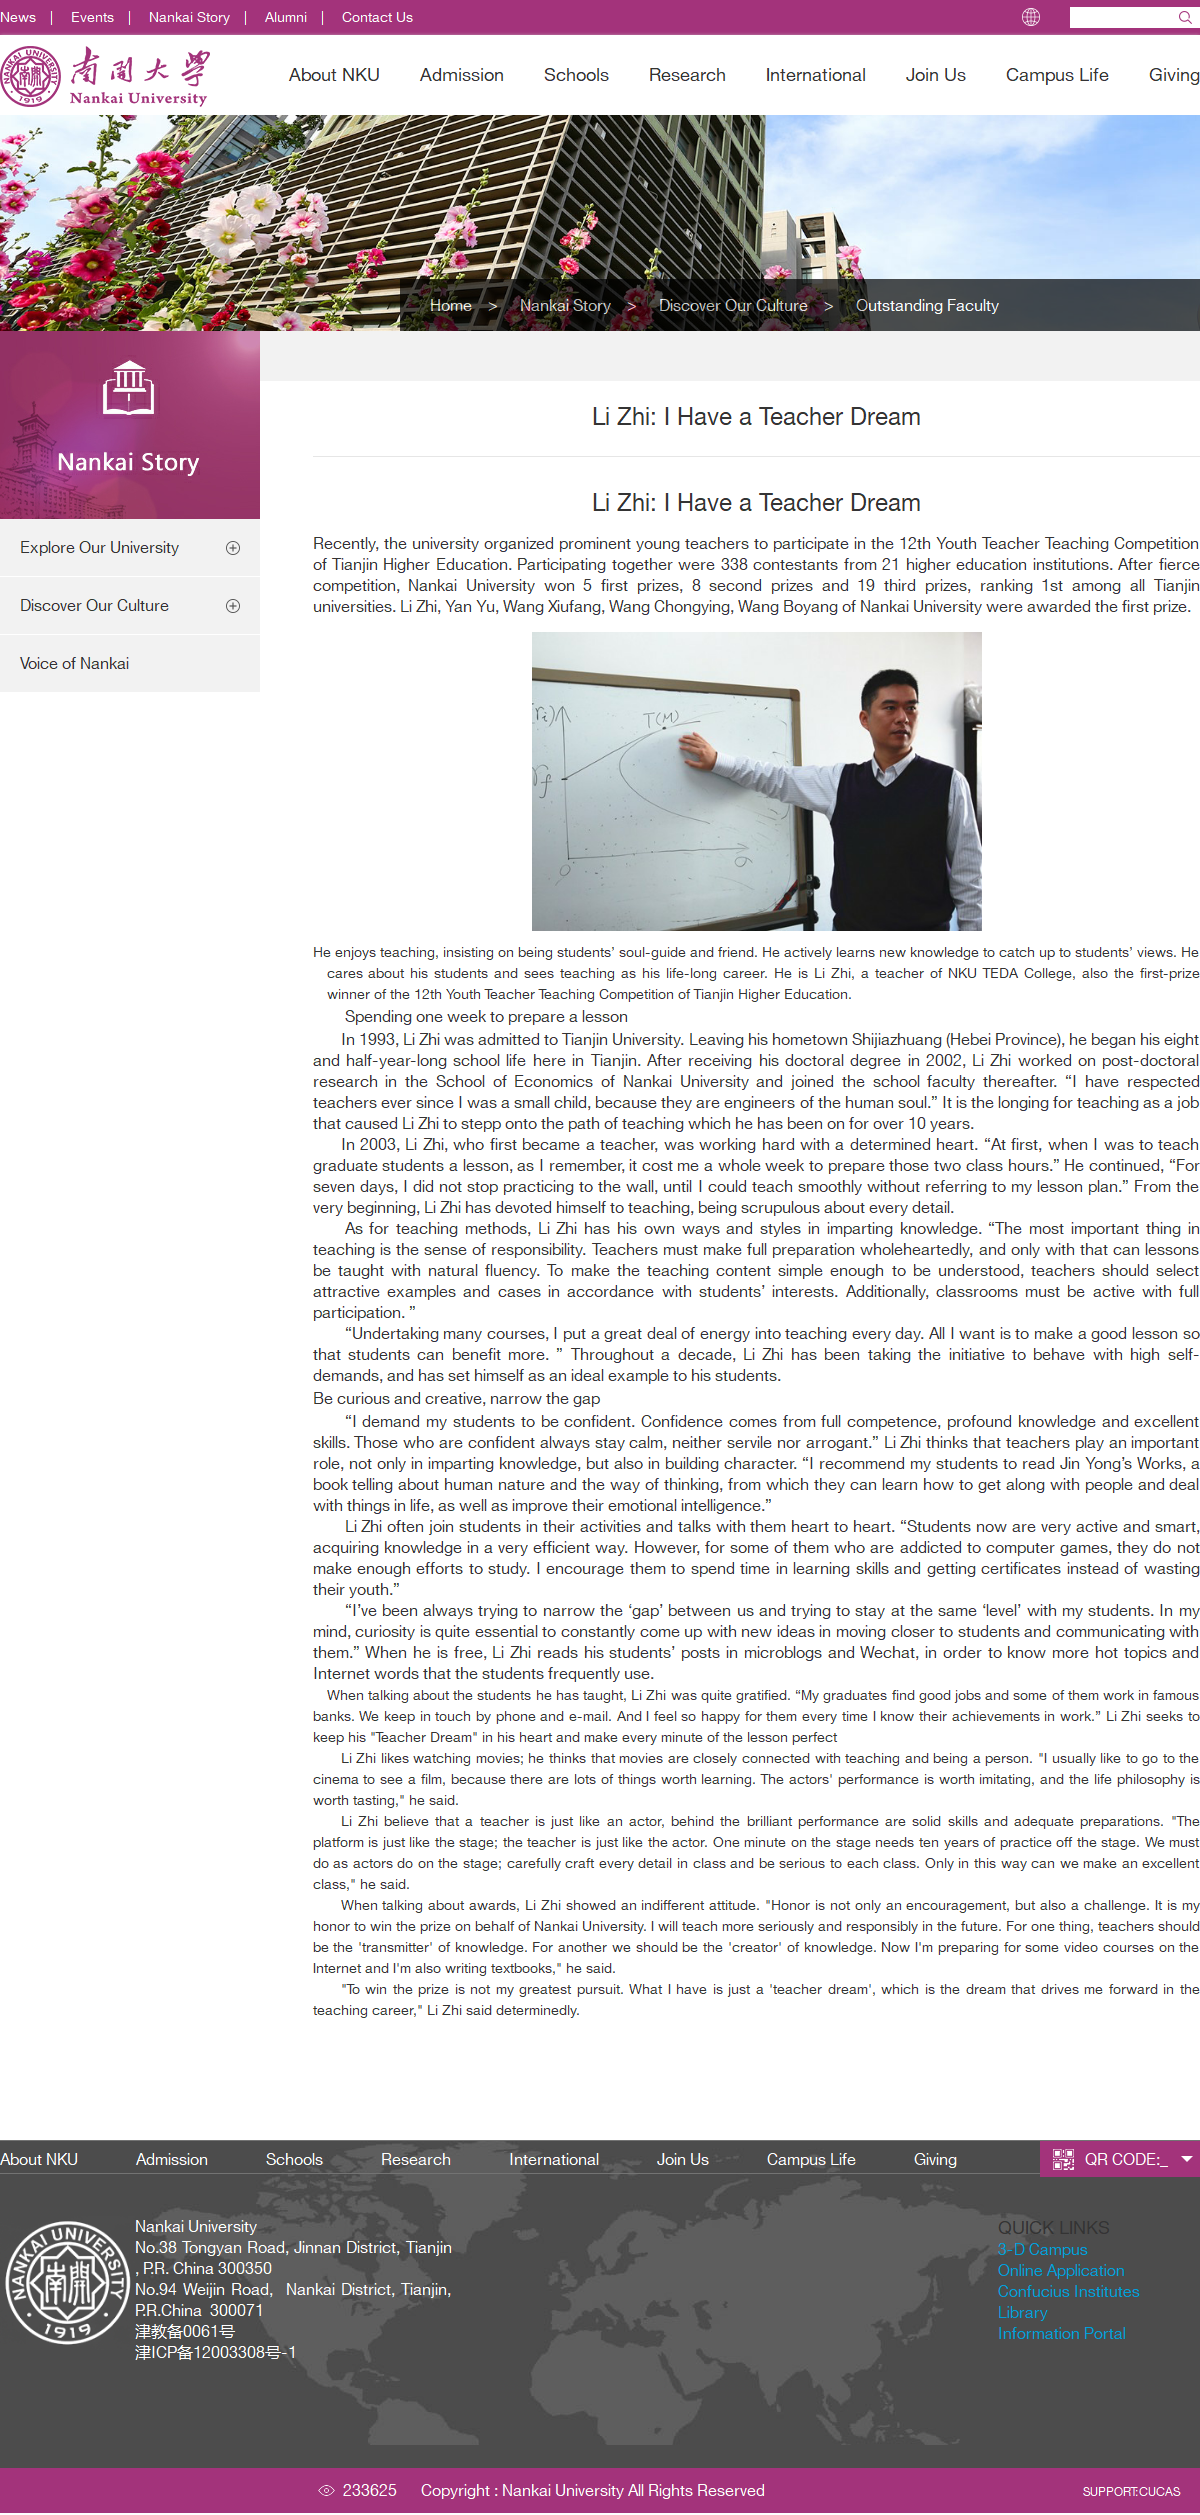 News | Events | Nankai Story | Alumni | Contact Us
NANKAI UNIVERSITY
1919
南開大學
Nankai University
About NKU Admission Schools Research International Join Us Campus Life Giving
Home > Nankai Story > Discover Our Culture > Outstanding Faculty
Nankai Story
Explore Our University
Discover Our Culture
Voice of Nankai
Li Zhi: I Have a Teacher Dream
Li Zhi: I Have a Teacher Dream
Recently, the university organized prominent young teachers to participate in the 12th Youth Teacher Teaching Competition
of Tianjin Higher Education. Participating together were 338 contestants from 21 higher education institutions. After fierce
competition, Nankai University won 5 first prizes, 8 second prizes and 19 third prizes, ranking 1st among all Tianjin
universities. Li Zhi, Yan Yu, Wang Xiufang, Wang Chongying, Wang Boyang of Nankai University were awarded the first prize.
T(M)
0
σ
He enjoys teaching, insisting on being students’ soul-guide and friend. He actively learns new knowledge to catch up to students’ views. He
cares about his students and sees teaching as his life-long career. He is Li Zhi, a teacher of NKU TEDA College, also the first-prize
winner of the 12th Youth Teacher Teaching Competition of Tianjin Higher Education.
Spending one week to prepare a lesson
In 1993, Li Zhi was admitted to Tianjin University. Leaving his hometown Shijiazhuang (Hebei Province), he began his eight
and half-year-long school life here in Tianjin. After receiving his doctoral degree in 2002, Li Zhi worked on post-doctoral
research in the School of Economics of Nankai University and joined the school faculty thereafter. “I have respected
teachers ever since I was a small child, because they are engineers of the human soul.” It is the longing for teaching as a job
that caused Li Zhi to stepp onto the path of teaching which he has been on for over 10 years.
In 2003, Li Zhi, who first became a teacher, was working hard with a determined heart. “At first, when I was to teach
graduate students a lesson, as I remember, it cost me a whole week to prepare those two class hours.” He continued, “For
seven days, I did not stop practicing to the wall, until I could teach smoothly without referring to my lesson plan.” From the
very beginning, Li Zhi has devoted himself to teaching, being scrupulous about every detail.
As for teaching methods, Li Zhi has his own ways and styles in imparting knowledge. “The most important thing in
teaching is the sense of responsibility. Teachers must make full preparation wholeheartedly, and only with that can lessons
be taught with natural fluency. To make the teaching content simple enough to be understood, teachers should select
attractive examples and cases in accordance with students’ interests. Additionally, classrooms must be active with full
participation. ”
“Undertaking many courses, I put a great deal of energy into teaching every day. All I want is to make a good lesson so
that students can benefit more. ” Throughout a decade, Li Zhi has been taking the initiative to behave with high self-
demands, and has set himself as an ideal example to his students.
Be curious and creative, narrow the gap
“I demand my students to be confident. Confidence comes from full competence, profound knowledge and excellent
skills. Those who are confident always stay calm, neither servile nor arrogant.” Li Zhi thinks that teachers play an important
role, not only in imparting knowledge, but also in building character. “I recommend my students to read Jin Yong’s Works, a
book telling about human nature and the way of thinking, from which they can learn how to get along with people and deal
with things in life, as well as improve their emotional intelligence.”
Li Zhi often join students in their activities and talks with them heart to heart. “Students now are very active and smart,
acquiring knowledge in a very efficient way. However, for some of them who are addicted to computer games, they do not
make enough efforts to study. I encourage them to spend time in learning skills and getting certificates instead of wasting
their youth.”
“I’ve been always trying to narrow the ‘gap’ between us and trying to stay at the same ‘level’ with my students. In my
mind, curiosity is quite essential to constantly come up with new ideas in moving closer to students and communicating with
them.” When he is free, Li Zhi reads his students’ posts in microblogs and Wechat, in order to know more hot topics and
Internet words that the students frequently use.
When talking about the students he has taught, Li Zhi was quite gratified. “My graduates find good jobs and some of them work in famous
banks. We keep in touch by phone and e-mail. And I feel so happy for them every time I know their achievements in work.” Li Zhi seeks to
keep his "Teacher Dream" in his heart and make every minute of the lesson perfect
Li Zhi likes watching movies; he thinks that movies are closely connected with teaching and being a person. "I usually like to go to the
cinema to see a film, because there are lots of things worth learning. The actors' performance is worth imitating, and the life philosophy is
worth tasting," he said.
Li Zhi believe that a teacher is just like an actor, behind the brilliant performance are solid skills and adequate preparations. "The
platform is just like the stage; the teacher is just like the actor. One minute on the stage needs ten years of practice off the stage. We must
do as actors do on the stage; carefully craft every detail in class and be serious to each class. Only in this way can we make an excellent
class," he said.
When talking about awards, Li Zhi showed an indifferent attitude. "Honor is not only an encouragement, but also a challenge. It is my
honor to win the prize on behalf of Nankai University. I will teach more seriously and responsibly in the future. For one thing, teachers should
be the 'transmitter' of knowledge. For another we should be the 'creator' of knowledge. Now I'm preparing for some video courses on the
Internet and I'm also writing textbooks," he said.
"To win the prize is not my greatest pursuit. What I have is just a 'teacher dream', which is the dream that drives me forward in the
teaching career," Li Zhi said determinedly.
About NKU Admission Schools Research International Join Us Campus Life Giving QR CODE:_
NANKAI UNIVERSITY
南開
1919
Nankai University
No.38 Tongyan Road, Jinnan District, Tianjin
, P.R. China 300350
No.94 Weijin Road, Nankai District, Tianjin,
P.R.China 300071
津教备0061号
津ICP备12003308号-1
QUICK LINKS
3-D Campus
Online Application
Confucius Institutes
Library
Information Portal
233625 Copyright : Nankai University All Rights Reserved
SUPPORT:CUCAS